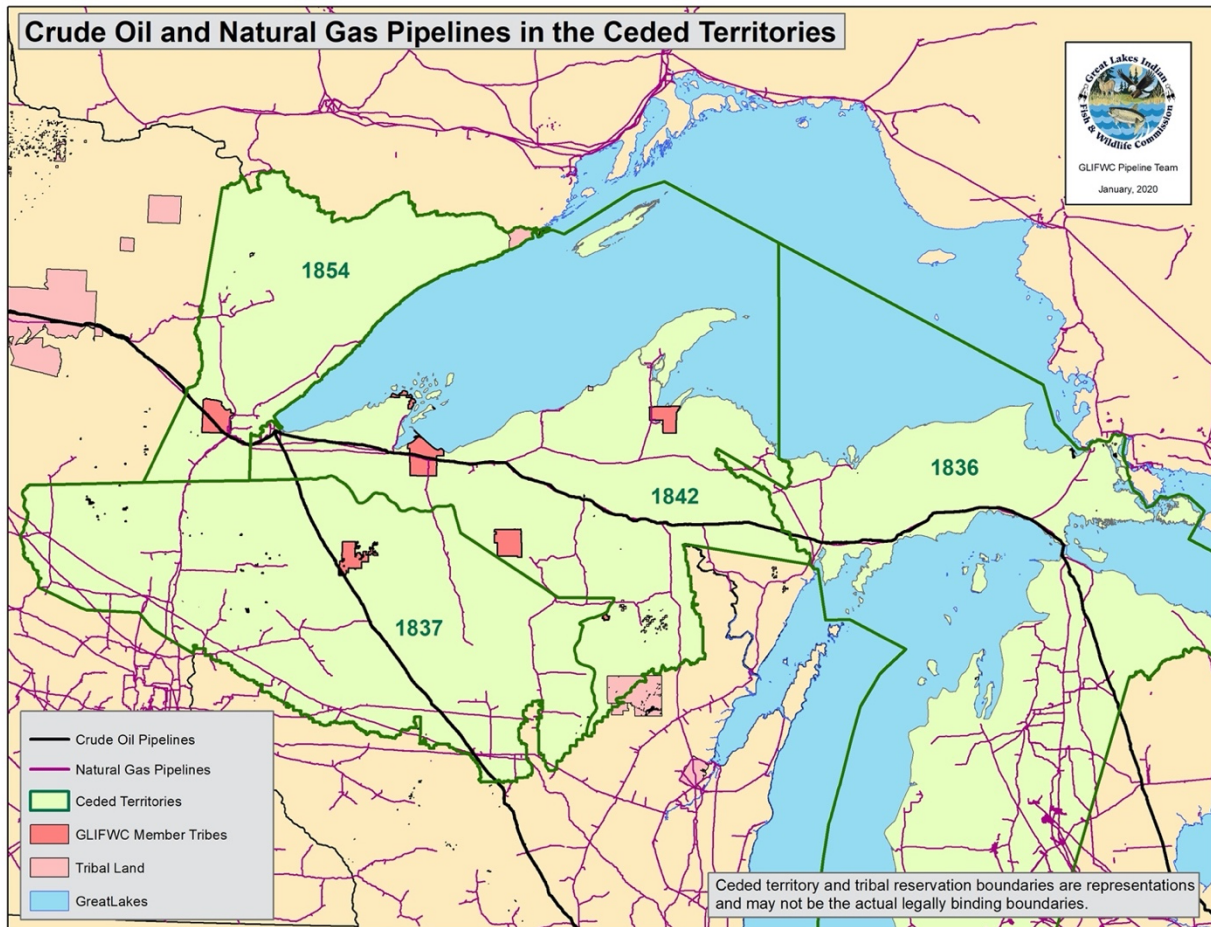 Crude Oil and Natural Gas Pipelines in the Ceded Territories
Great Lakes Indian
Fish & Wildlife Commission
GLIFWC Pipeline Team
January, 2020
1854
1836
1842
1837
Crude Oil Pipelines
Natural Gas Pipelines
Ceded Territories
GLIFWC Member Tribes
Tribal Land
GreatLakes
Ceded territory and tribal reservation boundaries are representations
and may not be the actual legally binding boundaries.